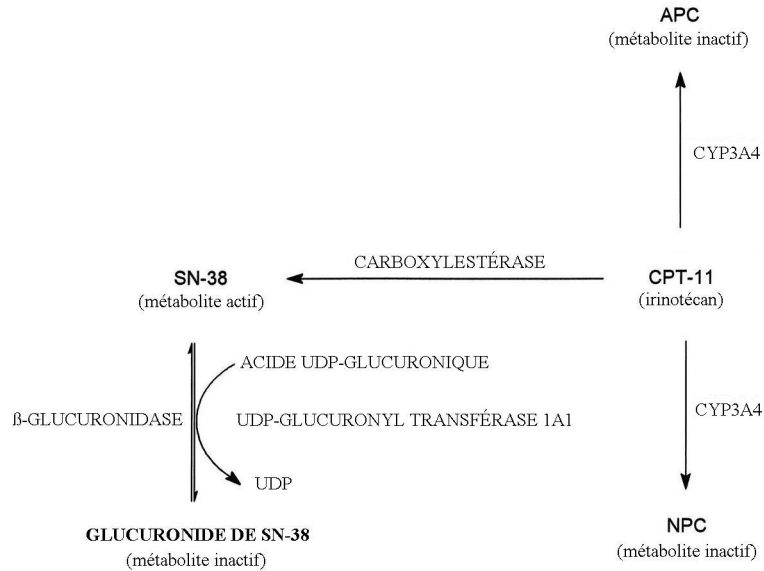 APC
(métabolite inactif)
CYP3A4
CARBOXYLESTÉRASE
SN-38
(métabolite actif)
CPT-11
(irinotécan)
ACIDE UDP-GLUCURONIQUE
ß-GLUCURONIDASE
UDP-GLUCURONYL TRANSFÉRASE 1A1
CYP3A4
UDP
GLUCURONIDE DE SN-38
(métabolite inactif)
NPC
(métabolite inactif)